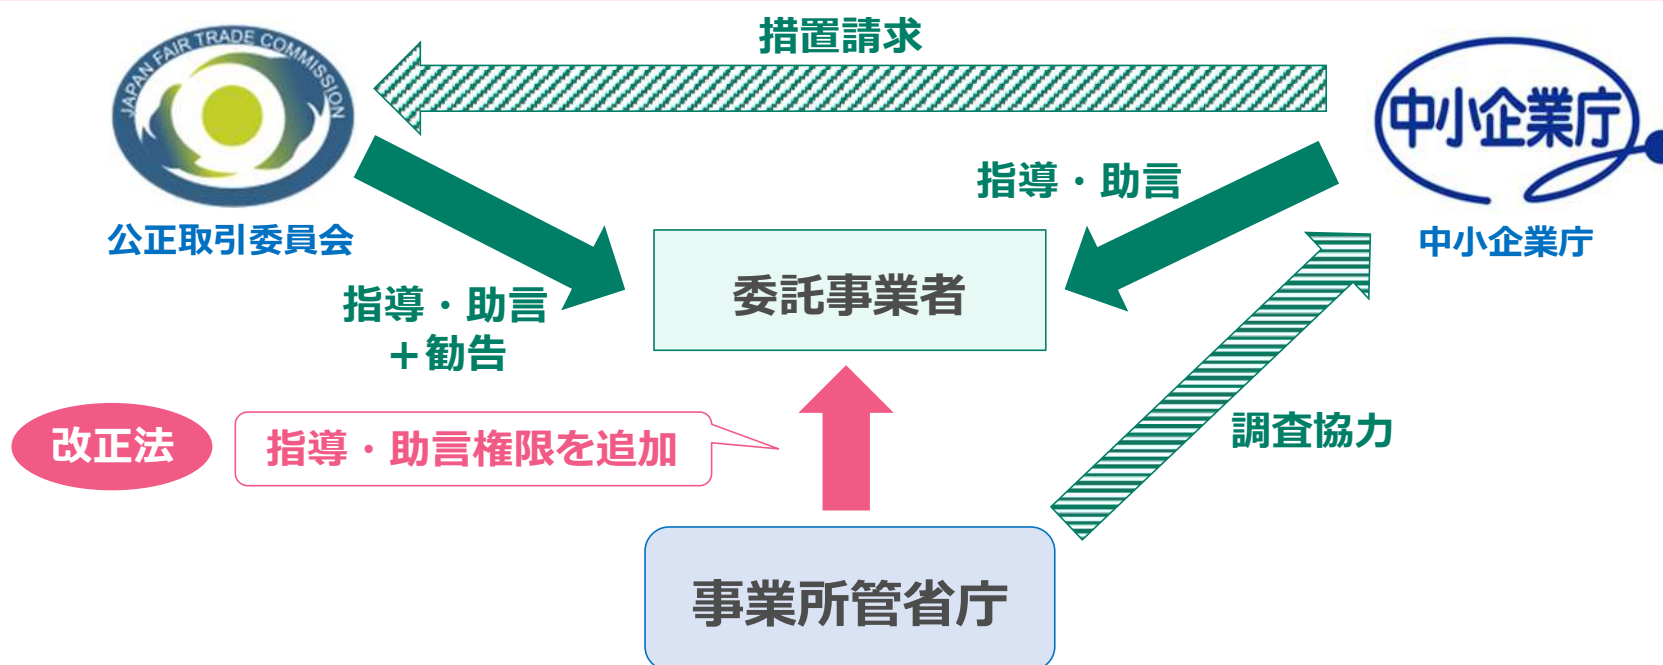 措置請求
JAPAN FAIR TRADE COMMISSION
中小企業庁
指導・助言
公正取引委員会
中小企業庁
委託事業者
指導・助言
＋勧告
改正法
指導・助言権限を追加
調査協力
事業所管省庁